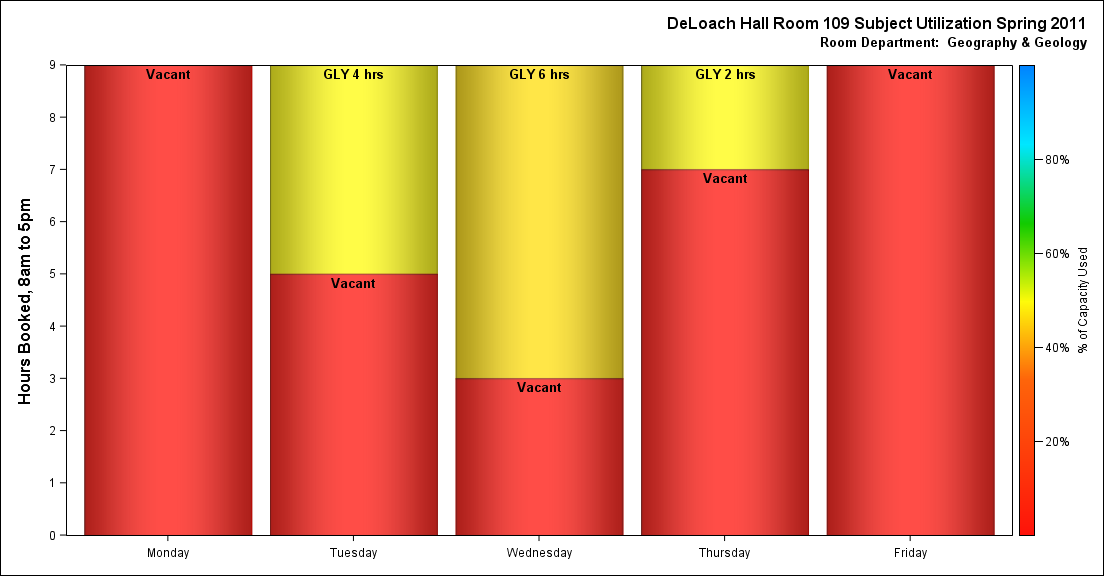 DeLoach Hall Room 109 Subject Utilization Spring 2011
Room Department: Geography & Geology
Hours Booked, 8am to 5pm
9
8
7
6
5
4
3
2
1
0
Vacant
GLY 4 hrs
GLY 6 hrs
GLY 2 hrs
Vacant
Vacant
Vacant
Vacant
Monday
Tuesday
Wednesday
Thursday
Friday
80%
60%
40%
20%
% of Capacity Used